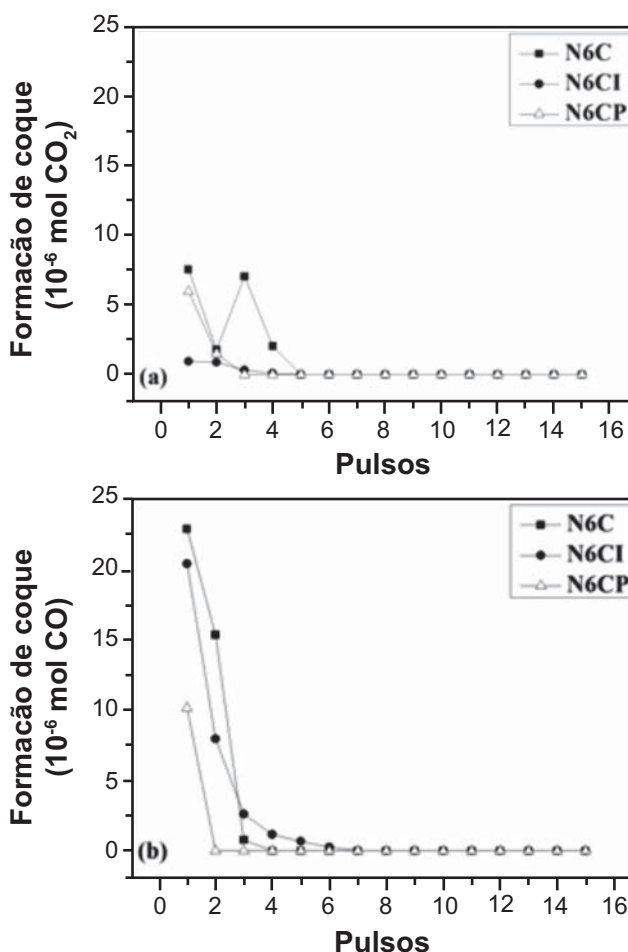 25
20
15
10
5
0
Formacão de coque
(10⁻⁶ mol CO₂)
N6C
N6CI
N6CP
(a)
0 2 4 6 8 10 12 14 16
Pulsos
25
20
15
10
5
0
Formacão de coque
(10⁻⁶ mol CO)
N6C
N6CI
N6CP
(b)
0 2 4 6 8 10 12 14 16
Pulsos